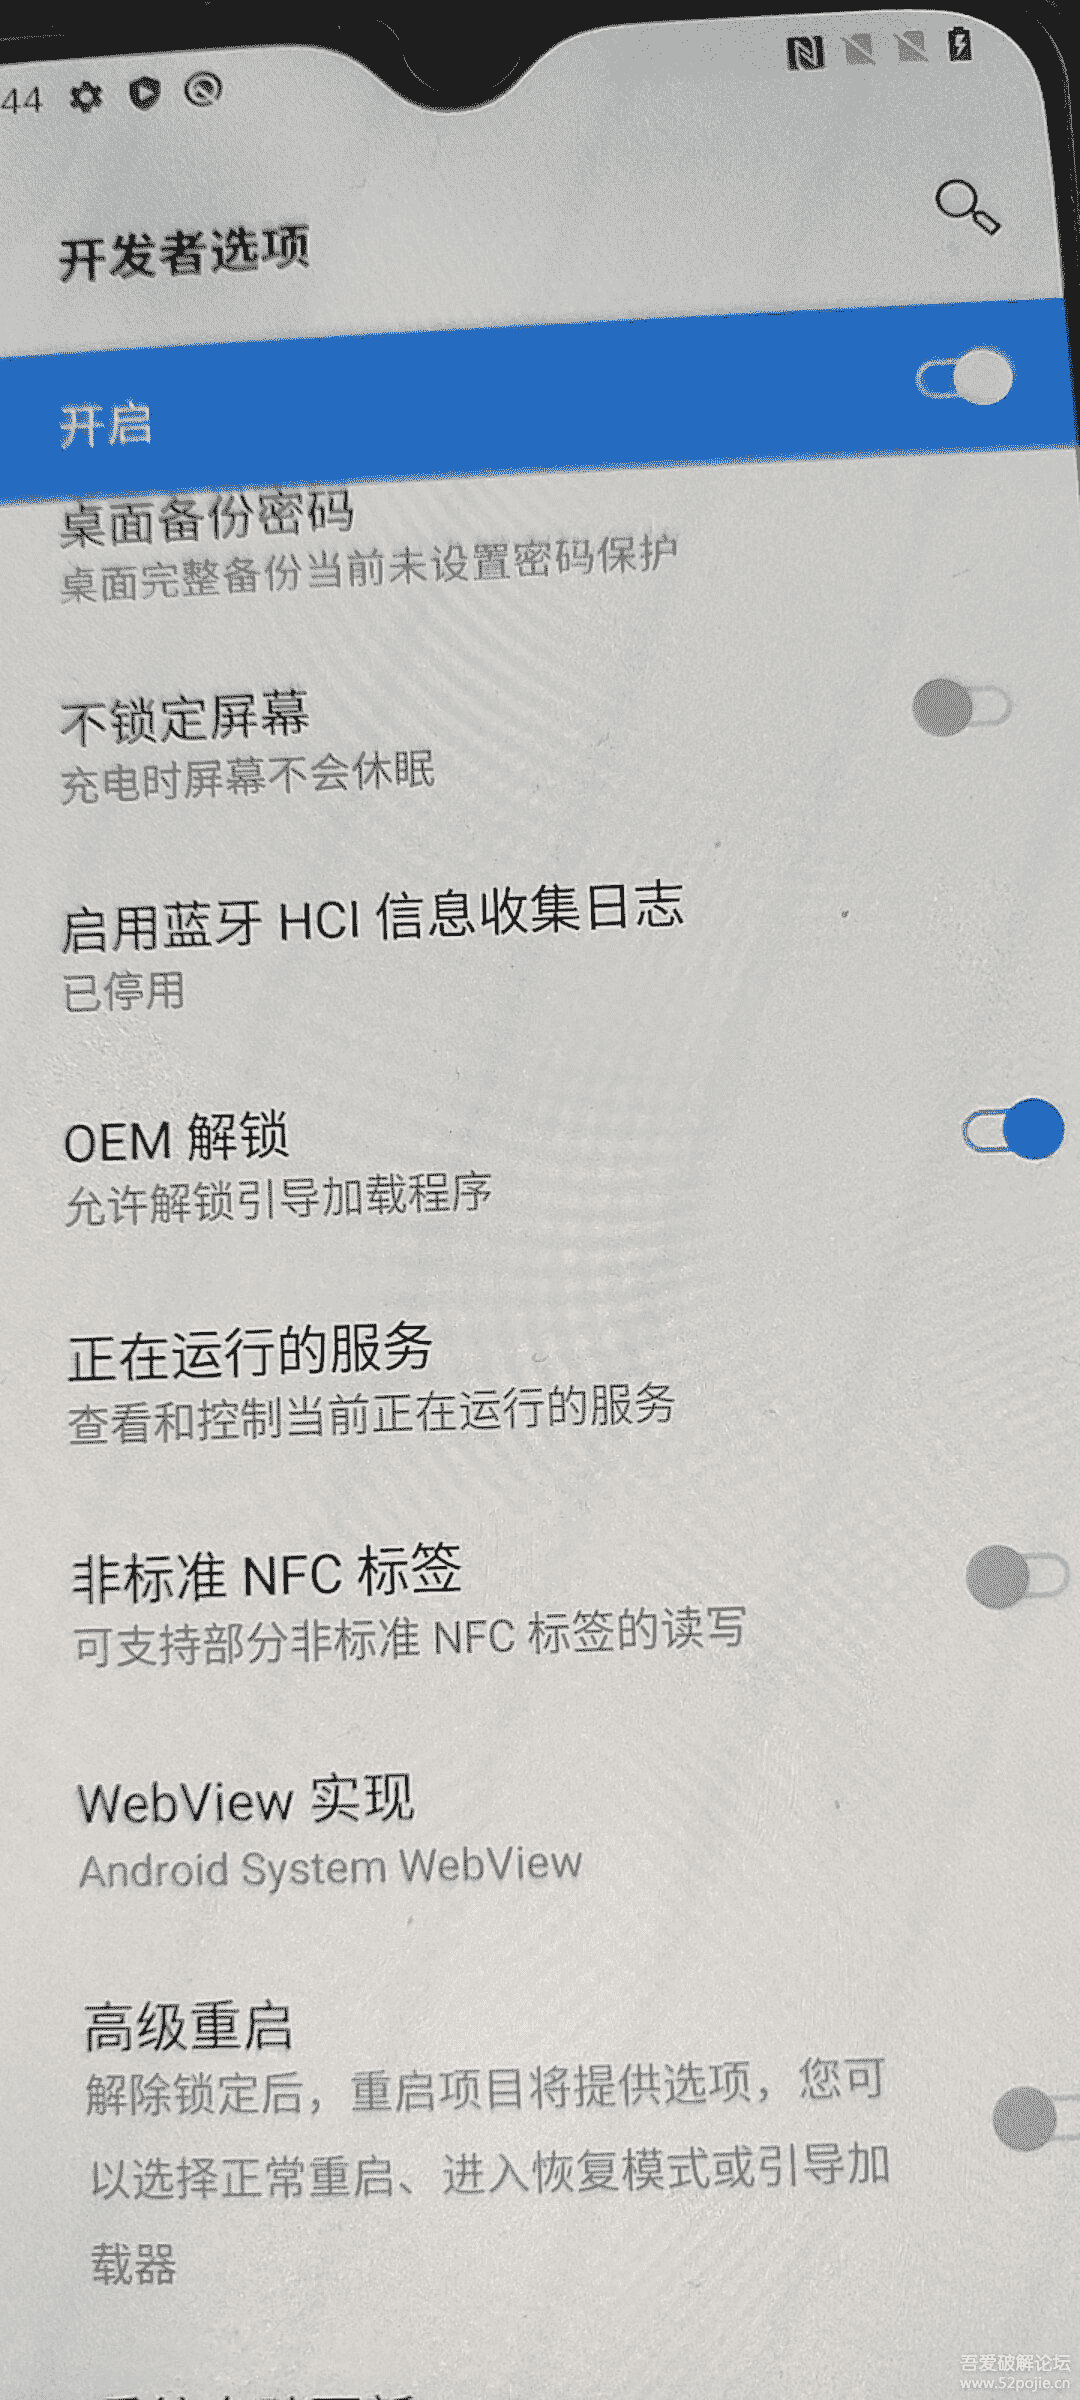 44
开发者选项
开启
桌面备份密码
桌面完整备份当前未设置密码保护
不锁定屏幕
充电时屏幕不会休眠
启用蓝牙 HCI 信息收集日志
已停用
OEM 解锁
允许解锁引导加载程序
正在运行的服务
查看和控制当前正在运行的服务
非标准 NFC 标签
可支持部分非标准 NFC 标签的读写
WebView 实现
Android System WebView
高级重启
解除锁定后，重启项目将提供选项，您可
以选择正常重启、进入恢复模式或引导加
载器
吾爱破解论坛
www.52pojie.cn